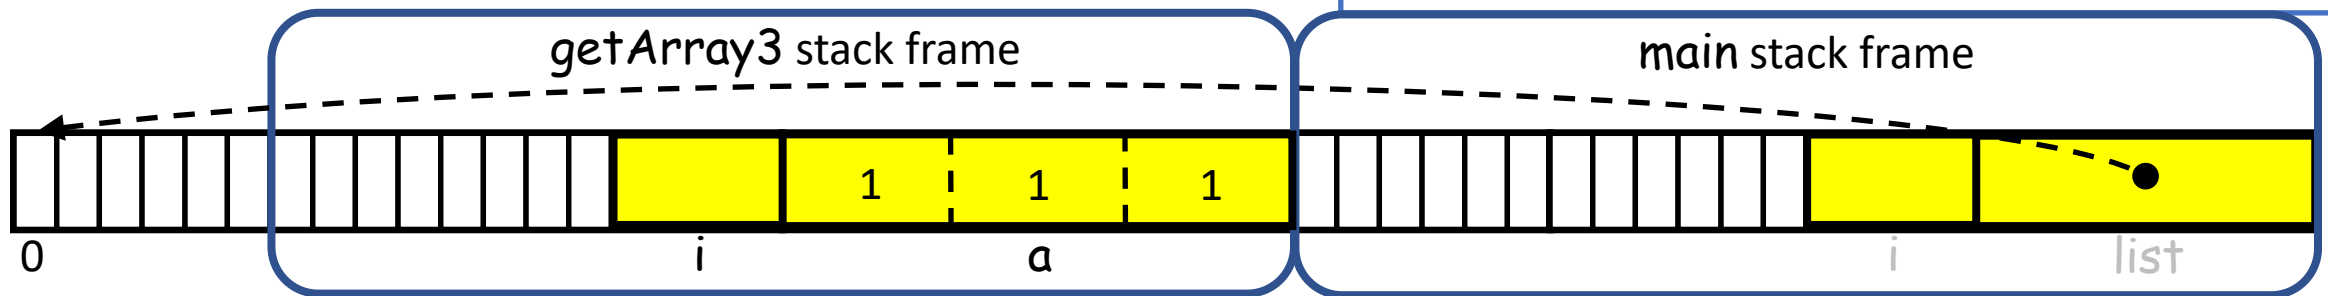 getArray3 stack frame
main stack frame
1 1 1
0 i a i list